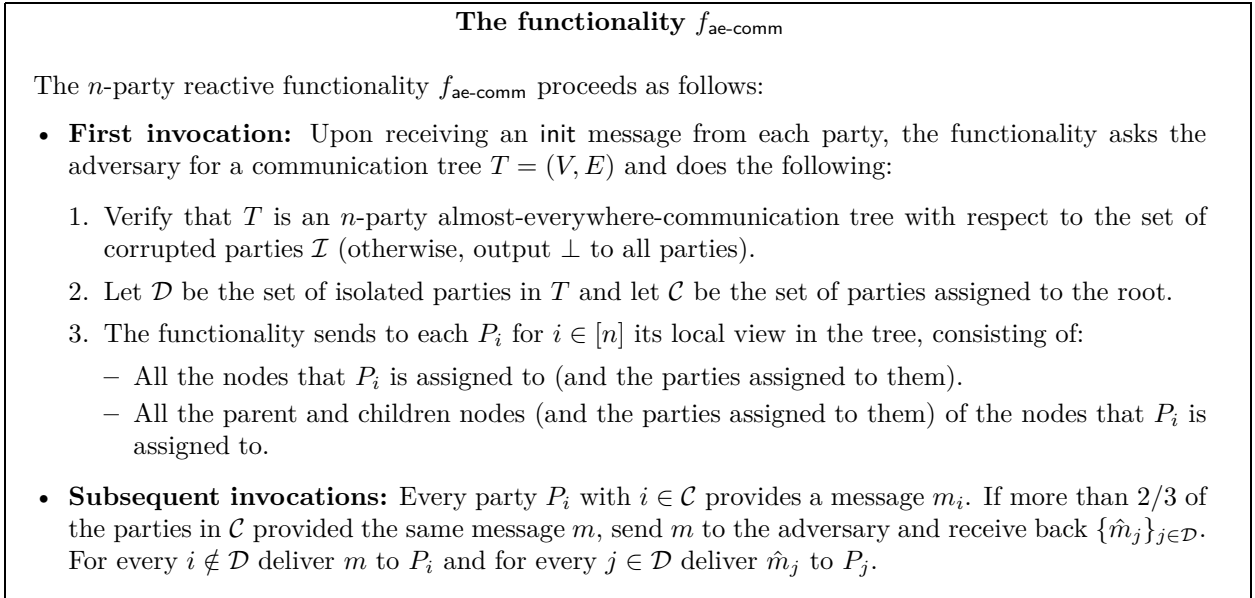 The functionality f_ae-comm
The n-party reactive functionality f_ae-comm proceeds as follows:
• First invocation: Upon receiving an init message from each party, the functionality asks the
adversary for a communication tree T = (V, E) and does the following:
1. Verify that T is an n-party almost-everywhere-communication tree with respect to the set of
corrupted parties 𝓘 (otherwise, output ⊥ to all parties).
2. Let 𝒟 be the set of isolated parties in T and let 𝒞 be the set of parties assigned to the root.
3. The functionality sends to each P_i for i ∈ [n] its local view in the tree, consisting of:
– All the nodes that P_i is assigned to (and the parties assigned to them).
– All the parent and children nodes (and the parties assigned to them) of the nodes that P_i is
assigned to.
• Subsequent invocations: Every party P_i with i ∈ 𝒞 provides a message m_i. If more than 2/3 of
the parties in 𝒞 provided the same message m, send m to the adversary and receive back {m̂_j}_{j∈𝒟}.
For every i ∉ 𝒟 deliver m to P_i and for every j ∈ 𝒟 deliver m̂_j to P_j.